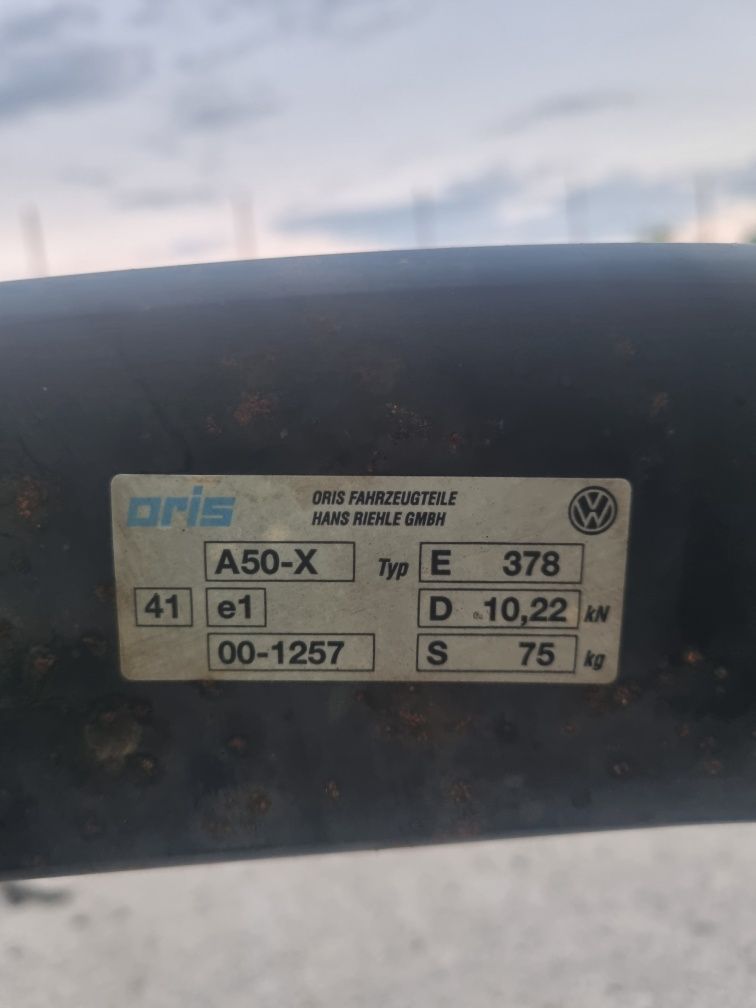 oris
ORIS FAHRZEUGTEILE
HANS RIEHLE GMBH
A50-X Typ E 378
41 e1 D 10,22 kN
00-1257 S 75 kg